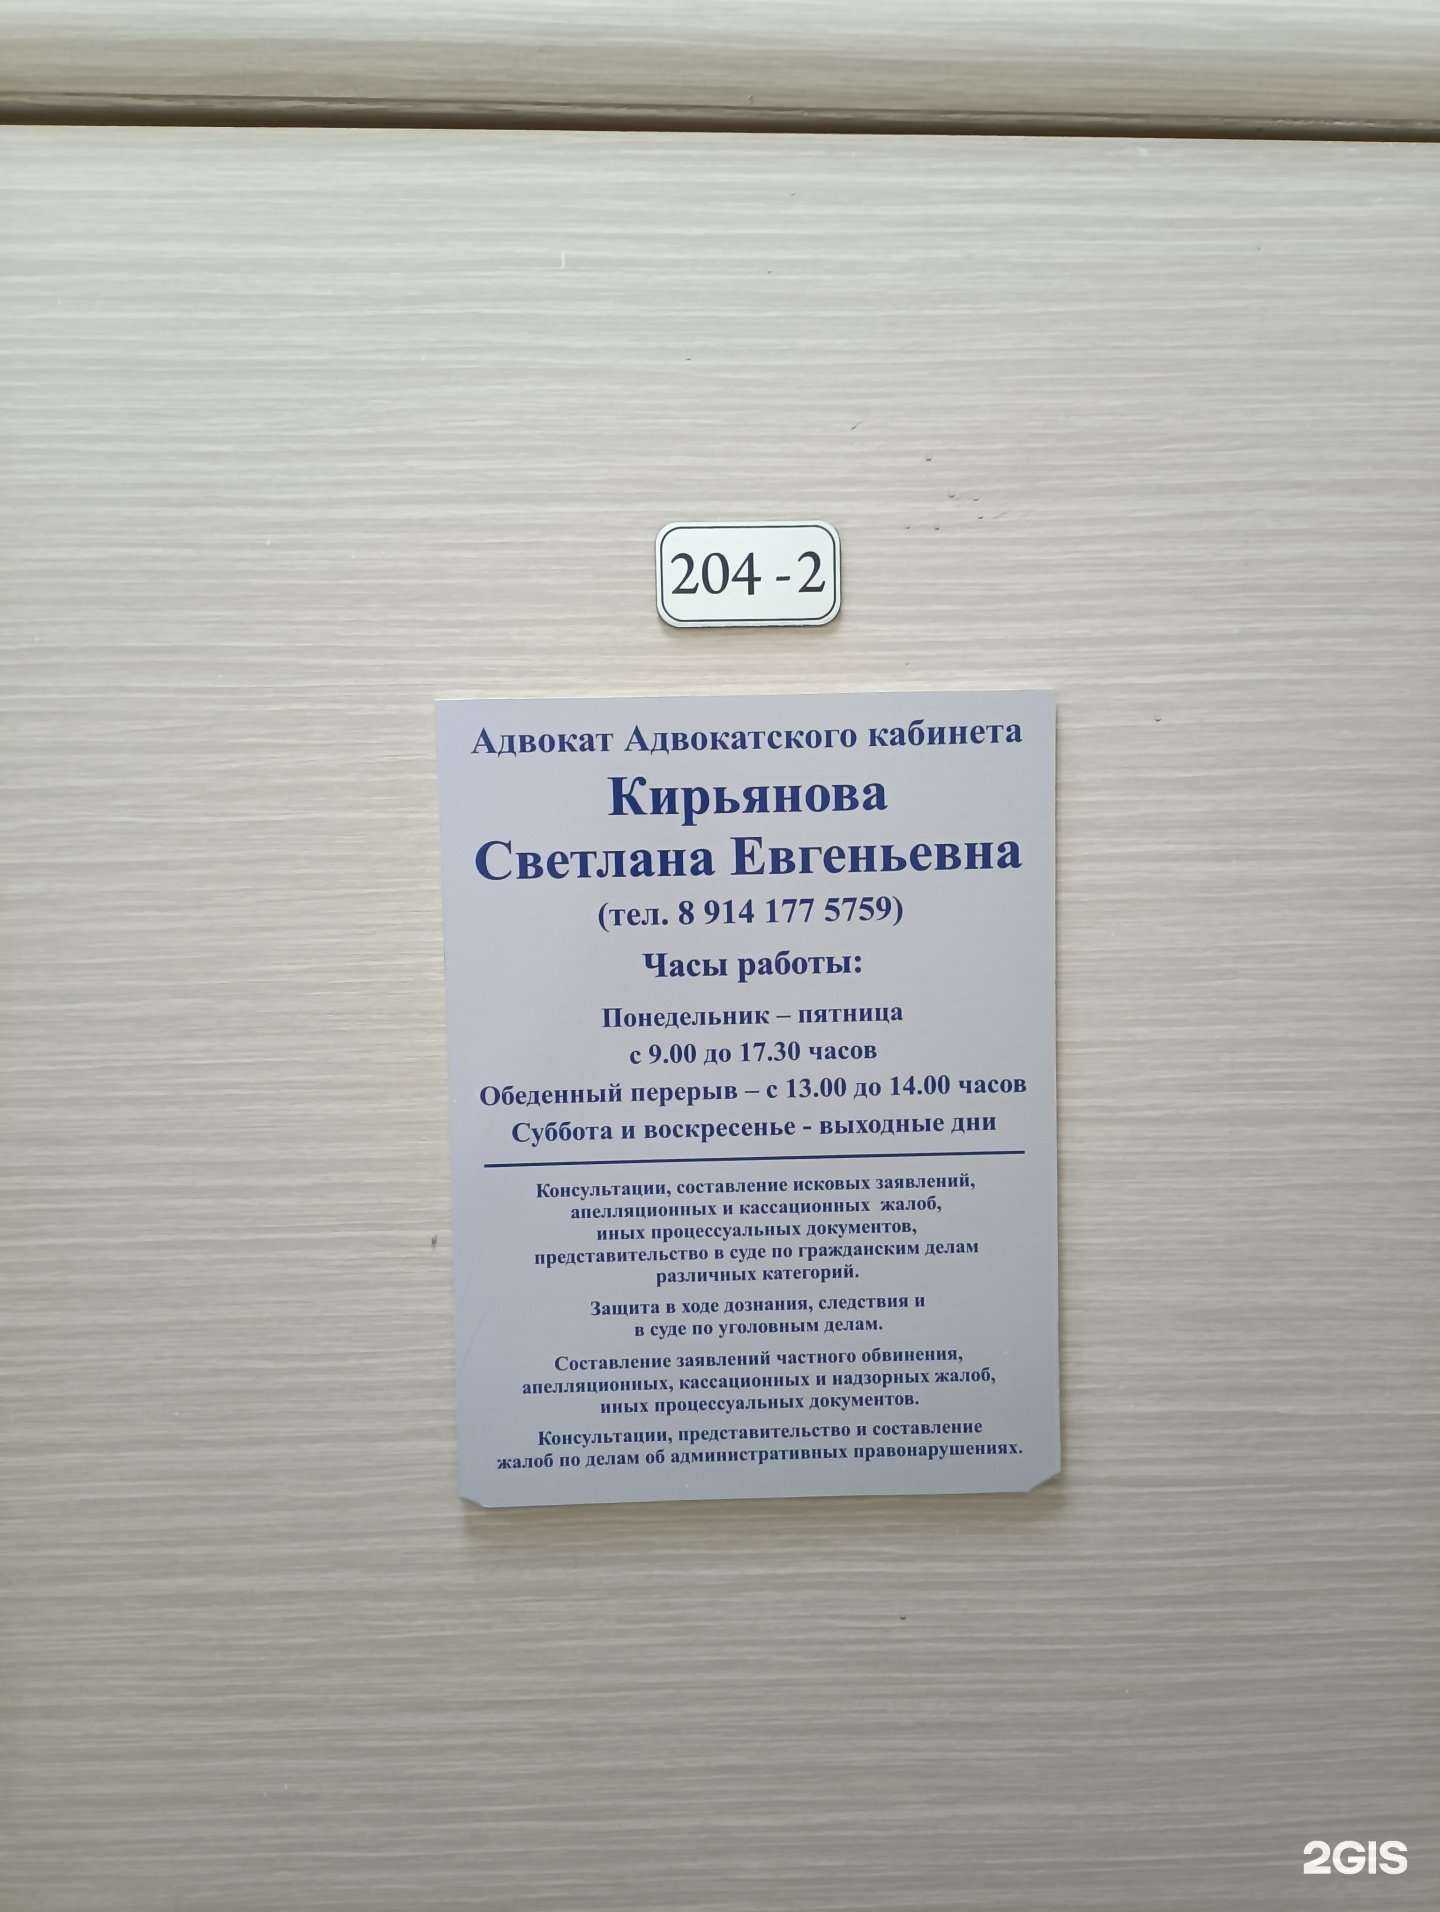 204 - 2
Адвокат Адвокатского кабинета
Кирьянова
Светлана Евгеньевна
(тел. 8 914 177 5759)
Часы работы:
Понедельник – пятница
с 9.00 до 17.30 часов
Обеденный перерыв – с 13.00 до 14.00 часов
Суббота и воскресенье - выходные дни
Консультации, составление исковых заявлений,
апелляционных и кассационных жалоб,
иных процессуальных документов,
представительство в суде по гражданским делам
различных категорий.
Защита в ходе дознания, следствия и
в суде по уголовным делам.
Составление заявлений частного обвинения,
апелляционных, кассационных и надзорных жалоб,
иных процессуальных документов.
Консультации, представительство и составление
жалоб по делам об административных правонарушениях.
2GIS